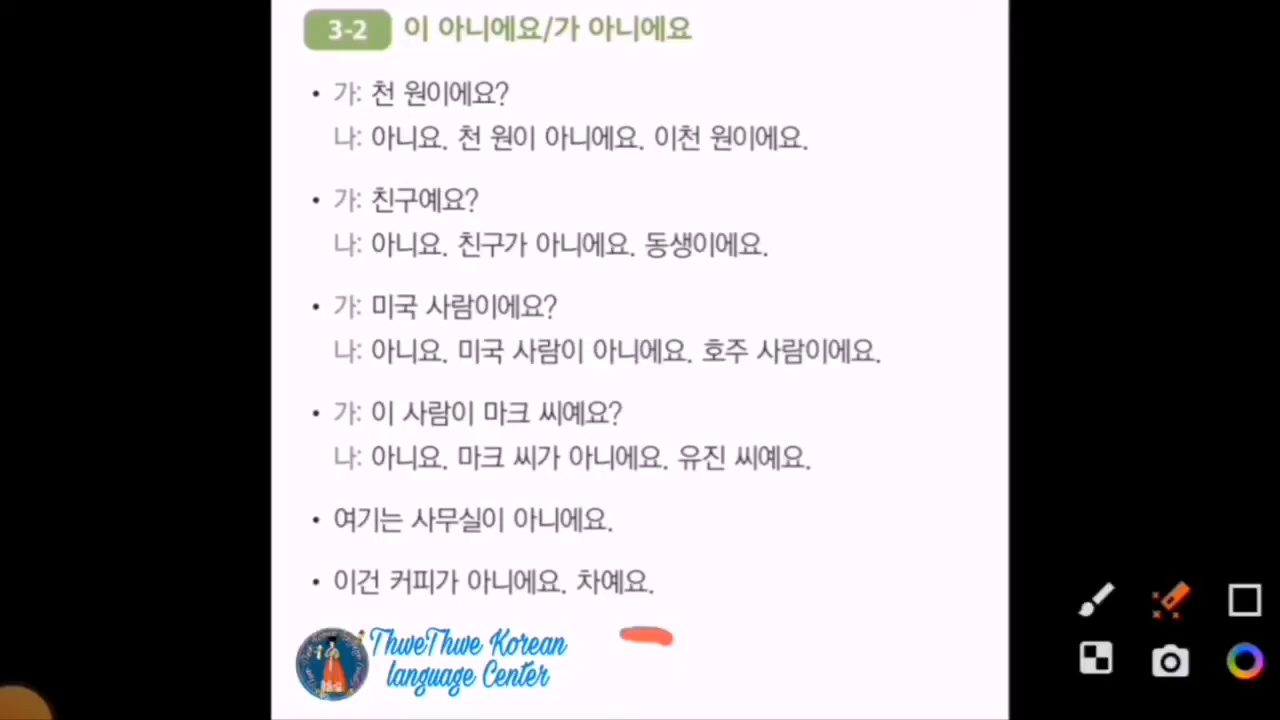 3-2 이 아니에요/가 아니에요
• 가: 천 원이에요?
나: 아니요. 천 원이 아니에요. 이천 원이에요.
• 가: 친구예요?
나: 아니요. 친구가 아니에요. 동생이에요.
• 가: 미국 사람이에요?
나: 아니요. 미국 사람이 아니에요. 호주 사람이에요.
• 가: 이 사람이 마크 씨예요?
나: 아니요. 마크 씨가 아니에요. 유진 씨예요.
• 여기는 사무실이 아니에요.
• 이건 커피가 아니에요. 차예요.
ThweThwe Korean
language Center